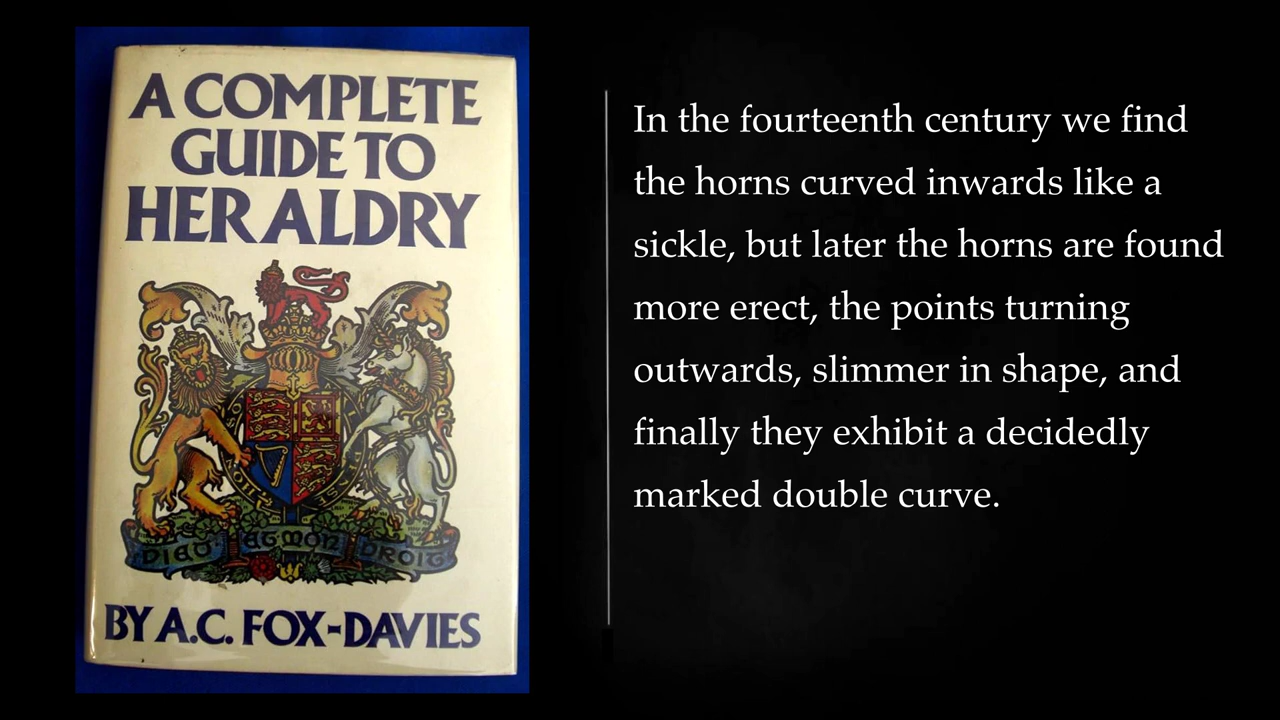 A COMPLETE
GUIDE TO
HERALDRY
DIEU ET MON DROIT
BY A.C. FOX-DAVIES
In the fourteenth century we find
the horns curved inwards like a
sickle, but later the horns are found
more erect, the points turning
outwards, slimmer in shape, and
finally they exhibit a decidedly
marked double curve.